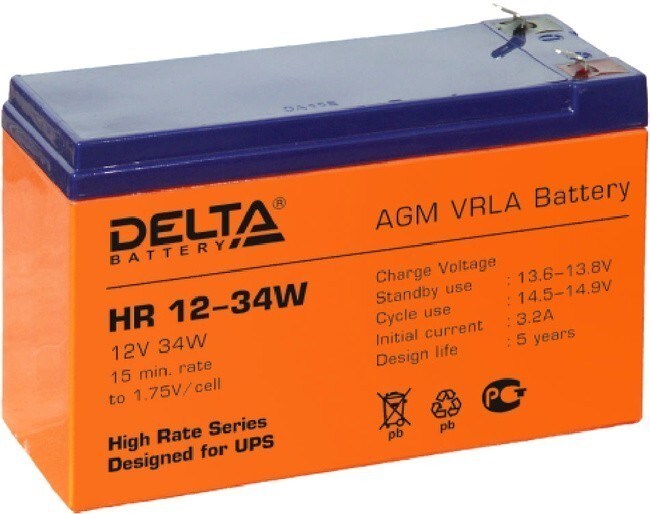 DA158
DELTA®
BATTERY
AGM VRLA Battery
HR 12-34W
12V 34W
15 min. rate
to 1.75V/cell
Charge Voltage
Standby use : 13.6-13.8V
Cycle use : 14.5-14.9V
Initial current : 3.2A
Design life : 5 years
pb
pb
High Rate Series
Designed for UPS